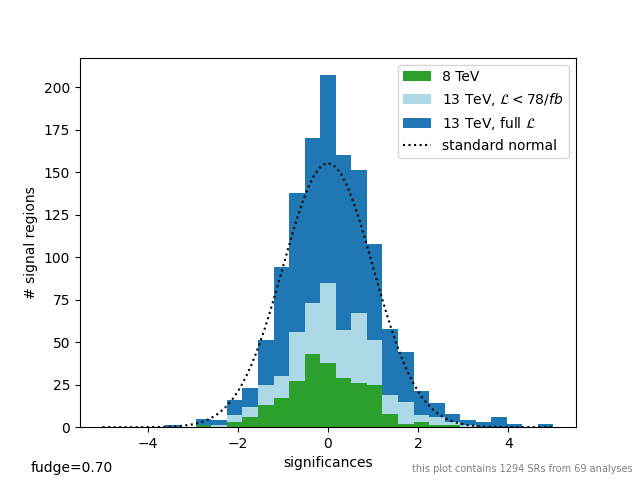 8 TeV
13 TeV, ℒ < 78/fb
13 TeV, full ℒ
standard normal
# signal regions
200
175
150
125
100
75
50
25
0
−4
−2
0
2
4
significances
fudge=0.70
this plot contains 1294 SRs from 69 analyses